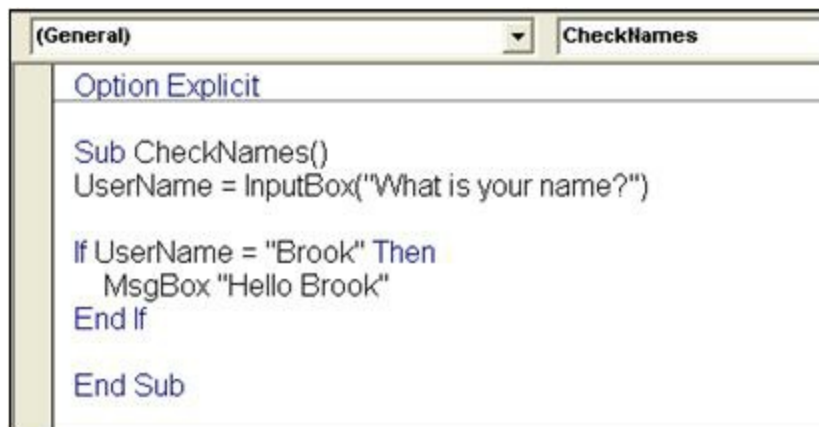 (General) CheckNames
Option Explicit
Sub CheckNames()
UserName = InputBox("What is your name?")
If UserName = "Brook" Then
MsgBox "Hello Brook"
End If
End Sub